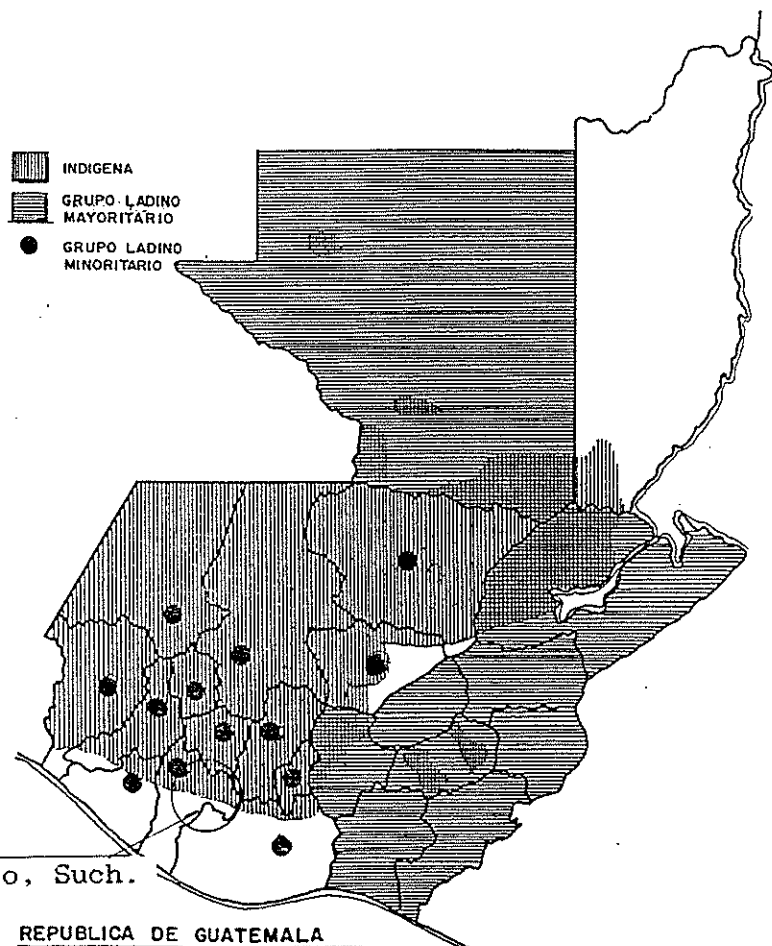 INDIGENA
GRUPO LADINO
MAYORITARIO
GRUPO LADINO
MINORITARIO
o, Such.
REPUBLICA DE GUATEMALA